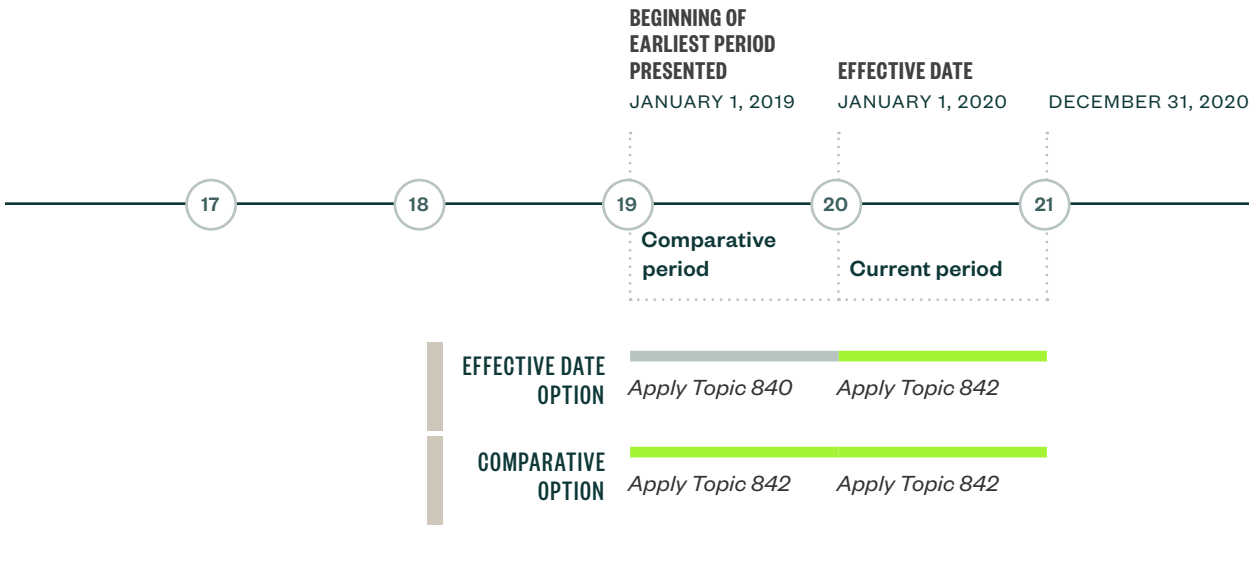 BEGINNING OF
EARLIEST PERIOD
PRESENTED
JANUARY 1, 2019
EFFECTIVE DATE
JANUARY 1, 2020
DECEMBER 31, 2020
17
18
19
20
21
Comparative
period
Current period
EFFECTIVE DATE
OPTION
Apply Topic 840
Apply Topic 842
COMPARATIVE
OPTION
Apply Topic 842
Apply Topic 842